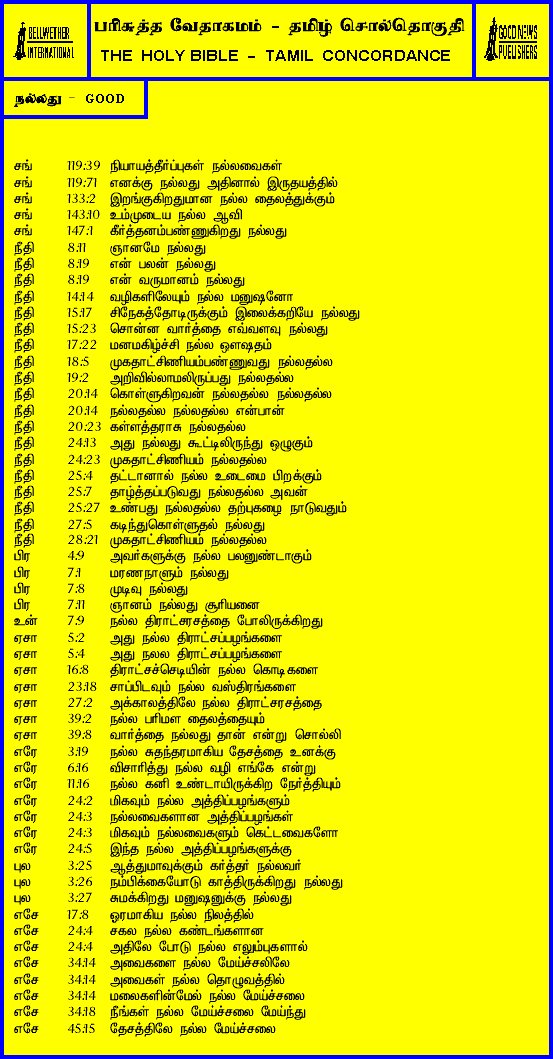 BELLWETHER
INTERNATIONAL
பரிசுத்த வேதாகமம் - தமிழ் சொல்தொகுதி
THE HOLY BIBLE - TAMIL CONCORDANCE
GOOD NEWS
PUBLISHERS
நல்லது - GOOD
சங் 119:39 நியாயத்தீர்ப்புகள் நல்லவைகள்
சங் 119:71 எனக்கு நல்லது அதினால் இருதயத்தில்
சங் 133:2 இறங்குகிறதுமான நல்ல தைலத்துக்கும்
சங் 143:10 உம்முடைய நல்ல ஆவி
சங் 147:1 கீர்த்தனம்பண்ணுகிறது நல்லது
நீதி 8:11 ஞானமே நல்லது
நீதி 8:19 என் பலன் நல்லது
நீதி 8:19 என் வருமானம் நல்லது
நீதி 14:14 வழிகளிலேயும் நல்ல மனுஷனோ
நீதி 15:17 சிநேகத்தோடிருக்கும் இலைக்கறியே நல்லது
நீதி 15:23 சொன்ன வார்த்தை எவ்வளவு நல்லது
நீதி 17:22 மனமகிழ்ச்சி நல்ல ஔஷதம்
நீதி 18:5 முகதாட்சிணியம்பண்ணுவது நல்லதல்ல
நீதி 19:2 அறிவில்லாமலிருப்பது நல்லதல்ல
நீதி 20:14 கொள்ளுகிறவன் நல்லதல்ல நல்லதல்ல
நீதி 20:14 நல்லதல்ல நல்லதல்ல என்பான்
நீதி 20:23 கள்ளத்தராசு நல்லதல்ல
நீதி 24:13 அது நல்லது கூட்டிலிருந்து ஒழுகும்
நீதி 24:23 முகதாட்சிணியம் நல்லதல்ல
நீதி 25:4 தட்டானால் நல்ல உடைமை பிறக்கும்
நீதி 25:7 தாழ்த்தப்படுவது நல்லதல்ல அவன்
நீதி 25:27 உண்பது நல்லதல்ல தற்புகழை நாடுவதும்
நீதி 27:5 கடிந்துகொள்ளுதல் நல்லது
நீதி 28:21 முகதாட்சிணியம் நல்லதல்ல
பிர 4:9 அவர்களுக்கு நல்ல பலனுண்டாகும்
பிர 7:1 மரணநாளும் நல்லது
பிர 7:8 முடிவு நல்லது
பிர 7:11 ஞானம் நல்லது சூரியனை
உன் 7:9 நல்ல திராட்சரசத்தை போலிருக்கிறது
ஏசா 5:2 அது நல்ல திராட்சப்பழங்களை
ஏசா 5:4 அது நலல திராட்சப்பழங்களை
ஏசா 16:8 திராட்சச்செடியின் நல்ல கொடிகளை
ஏசா 23:18 சாப்பிடவும் நல்ல வஸ்திரங்களை
ஏசா 27:2 அக்காலத்திலே நல்ல திராட்சரசத்தை
ஏசா 39:2 நல்ல பரிமள தைலத்தையும்
ஏசா 39:8 வார்த்தை நல்லது தான் என்று சொல்லி
எரே 3:19 நல்ல சுதந்தரமாகிய தேசத்தை உனக்கு
எரே 6:16 விசாரித்து நல்ல வழி எங்கே என்று
எரே 11:16 நல்ல கனி உண்டாயிருக்கிற நேர்த்தியும்
எரே 24:2 மிகவும் நல்ல அத்திப்பழங்களும்
எரே 24:3 நல்லவைகளான அத்திப்பழங்கள்
எரே 24:3 மிகவும் நல்லவைகளும் கெட்டவைகளோ
எரே 24:5 இந்த நல்ல அத்திப்பழங்களுக்கு
புல 3:25 ஆத்துமாவுக்கும் கர்த்தர் நல்லவர்
புல 3:26 நம்பிக்கையோடு காத்திருக்கிறது நல்லது
புல 3:27 சுமக்கிறது மனுஷனுக்கு நல்லது
எசே 17:8 ஓரமாகிய நல்ல நிலத்தில்
எசே 24:4 சகல நல்ல கண்டங்களான
எசே 24:4 அதிலே போடு நல்ல எலும்புகளால்
எசே 34:14 அவைகளை நல்ல மேய்ச்சலிலே
எசே 34:14 அவைகள் நல்ல தொழுவத்தில்
எசே 34:14 மலைகளின்மேல் நல்ல மேய்ச்சலை
எசே 34:18 நீங்கள் நல்ல மேய்ச்சலை மேய்ந்து
எசே 45:15 தேசத்திலே நல்ல மேய்ச்சலை